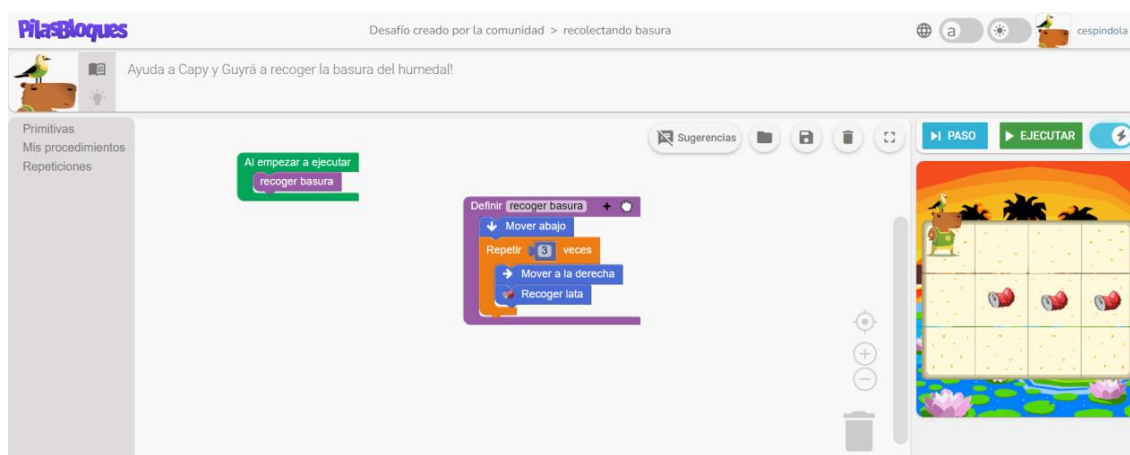 PilasBloques
Desafío creado por la comunidad > recolectando basura
a
cespindola
Ayuda a Capy y Guyrá a recoger la basura del humedal!
Primitivas
Mis procedimientos
Repeticiones
Sugerencias
PASO
EJECUTAR
Al empezar a ejecutar
recoger basura
Definir recoger basura +
Mover abajo
Repetir 3 veces
Mover a la derecha
Recoger lata